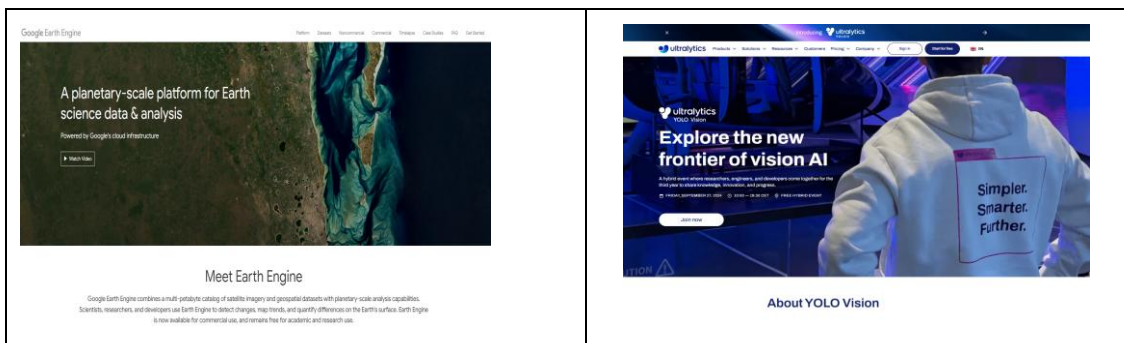 Google Earth Engine
Platform Datasets Noncommercial Commercial Timelapse Case Studies FAQ Get Started
A planetary-scale platform for Earth
science data & analysis
Powered by Google's cloud infrastructure
Watch Video
Meet Earth Engine
Google Earth Engine combines a multi-petabyte catalog of satellite imagery and geospatial datasets with planetary-scale analysis capabilities.
Scientists, researchers, and developers use Earth Engine to detect changes, map trends, and quantify differences on the Earth's surface. Earth Engine
is now available for commercial use, and remains free for academic and research use.
Introducing ultralytics
ultralytics Products Solutions Resources Customers Pricing Company Sign in Start for free EN
ultralytics
YOLO Vision
Explore the new
frontier of vision AI
A hybrid event where researchers, engineers, and developers come together for the
third year to share knowledge, innovation, and progress.
FRIDAY, SEPTEMBER 27, 2024 FREE HYBRID EVENT
Join now
Simpler.
Smarter.
Further.
About YOLO Vision